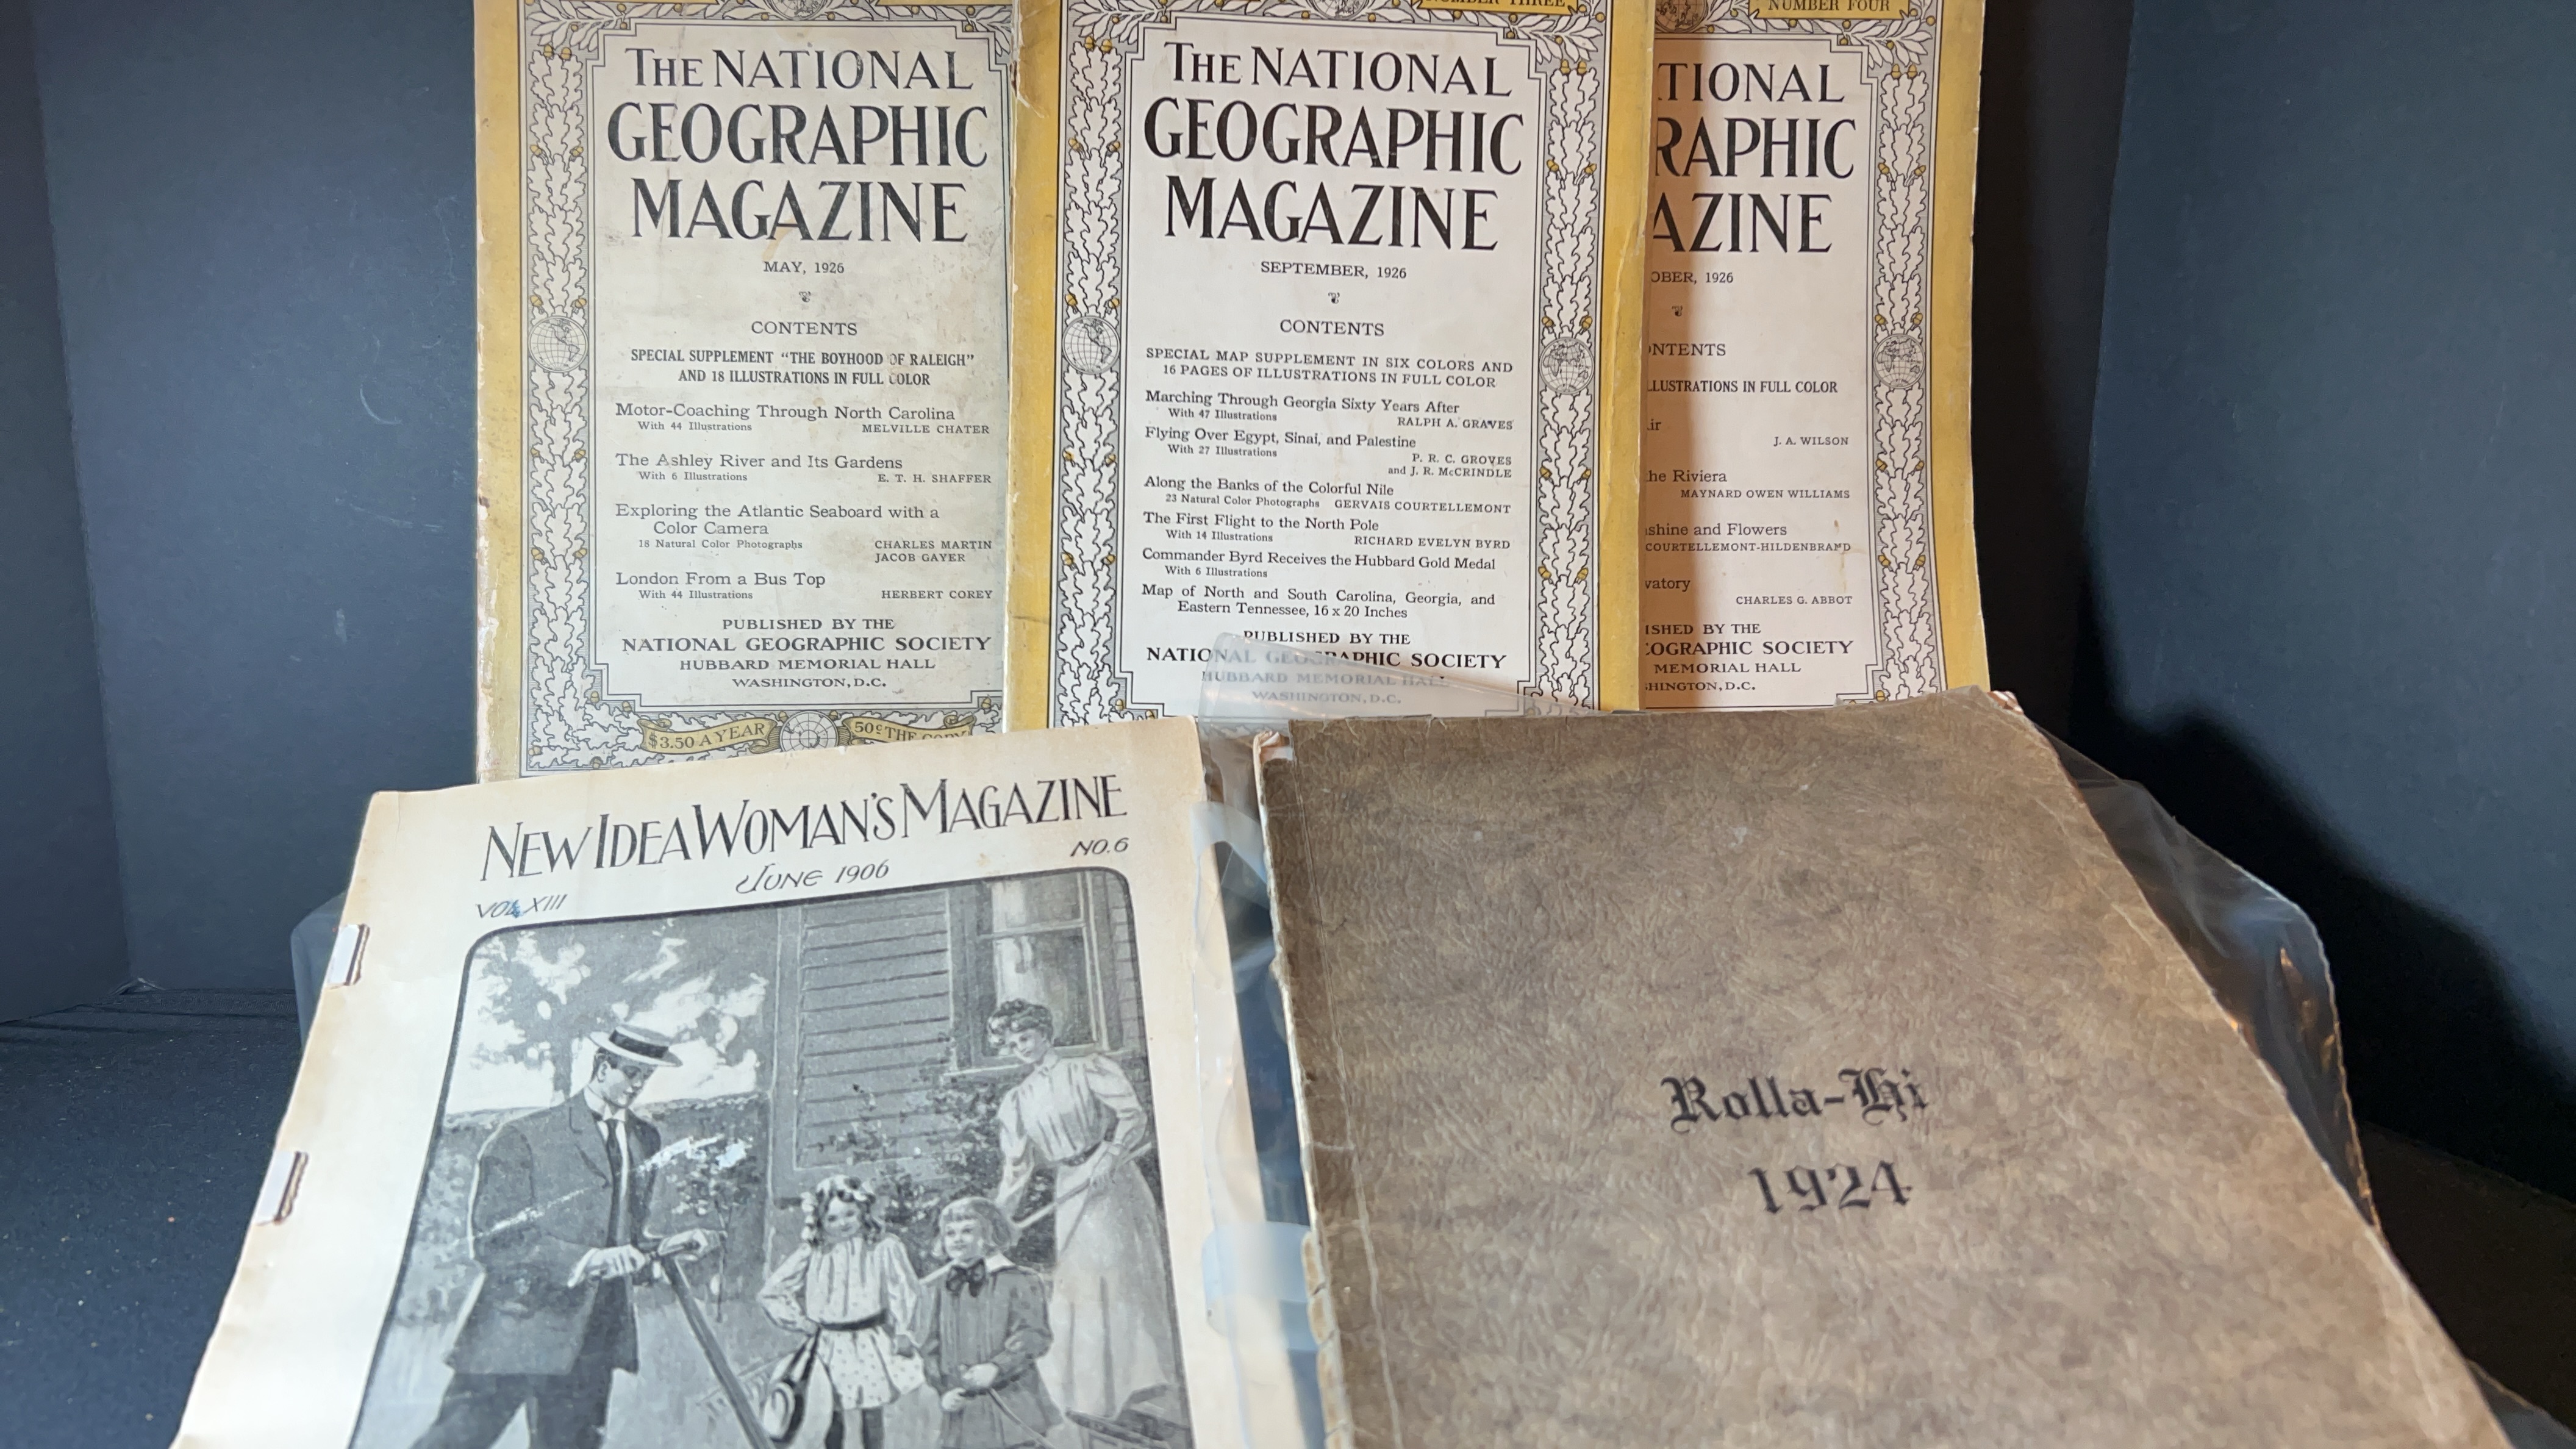 THE NATIONAL
GEOGRAPHIC
MAGAZINE
MAY, 1926
CONTENTS
SPECIAL SUPPLEMENT "THE BOYHOOD OF RALEIGH"
AND 18 ILLUSTRATIONS IN FULL COLOR
Motor-Coaching Through North Carolina
With 44 Illustrations MELVILLE CHATER
The Ashley River and Its Gardens
With 6 Illustrations E. T. H. SHAFFER
Exploring the Atlantic Seaboard with a
Color Camera
18 Natural Color Photographs CHARLES MARTIN
JACOB GAYER
London From a Bus Top
With 44 Illustrations HERBERT COREY
PUBLISHED BY THE
NATIONAL GEOGRAPHIC SOCIETY
HUBBARD MEMORIAL HALL
WASHINGTON, D.C.
$3.50 A YEAR 50¢ THE COPY
NUMBER THREE
THE NATIONAL
GEOGRAPHIC
MAGAZINE
SEPTEMBER, 1926
CONTENTS
SPECIAL MAP SUPPLEMENT IN SIX COLORS AND
16 PAGES OF ILLUSTRATIONS IN FULL COLOR
Marching Through Georgia Sixty Years After
With 47 Illustrations RALPH A. GRAVES
Flying Over Egypt, Sinai, and Palestine
With 27 Illustrations P. R. C. GROVES
and J. R. McCRINDLE
Along the Banks of the Colorful Nile
23 Natural Color Photographs GERVAIS COURTELLEMONT
The First Flight to the North Pole
With 14 Illustrations RICHARD EVELYN BYRD
Commander Byrd Receives the Hubbard Gold Medal
With 6 Illustrations
Map of North and South Carolina, Georgia, and
Eastern Tennessee, 16 x 20 Inches
PUBLISHED BY THE
NATIONAL GEOGRAPHIC SOCIETY
HUBBARD MEMORIAL HALL
WASHINGTON, D.C.
NUMBER FOUR
TIONAL
RAPHIC
AZINE
OBER, 1926
NTENTS
LLUSTRATIONS IN FULL COLOR
ir
J. A. WILSON
he Riviera
MAYNARD OWEN WILLIAMS
shine and Flowers
COURTELLEMONT-HILDENBRAND
vatory
CHARLES G. ABBOT
ISHED BY THE
OGRAPHIC SOCIETY
MEMORIAL HALL
HINGTON, D.C.
NEW IDEA WOMAN'S MAGAZINE
VOL XIII JUNE 1906 NO. 6
Rolla-Hi
1924